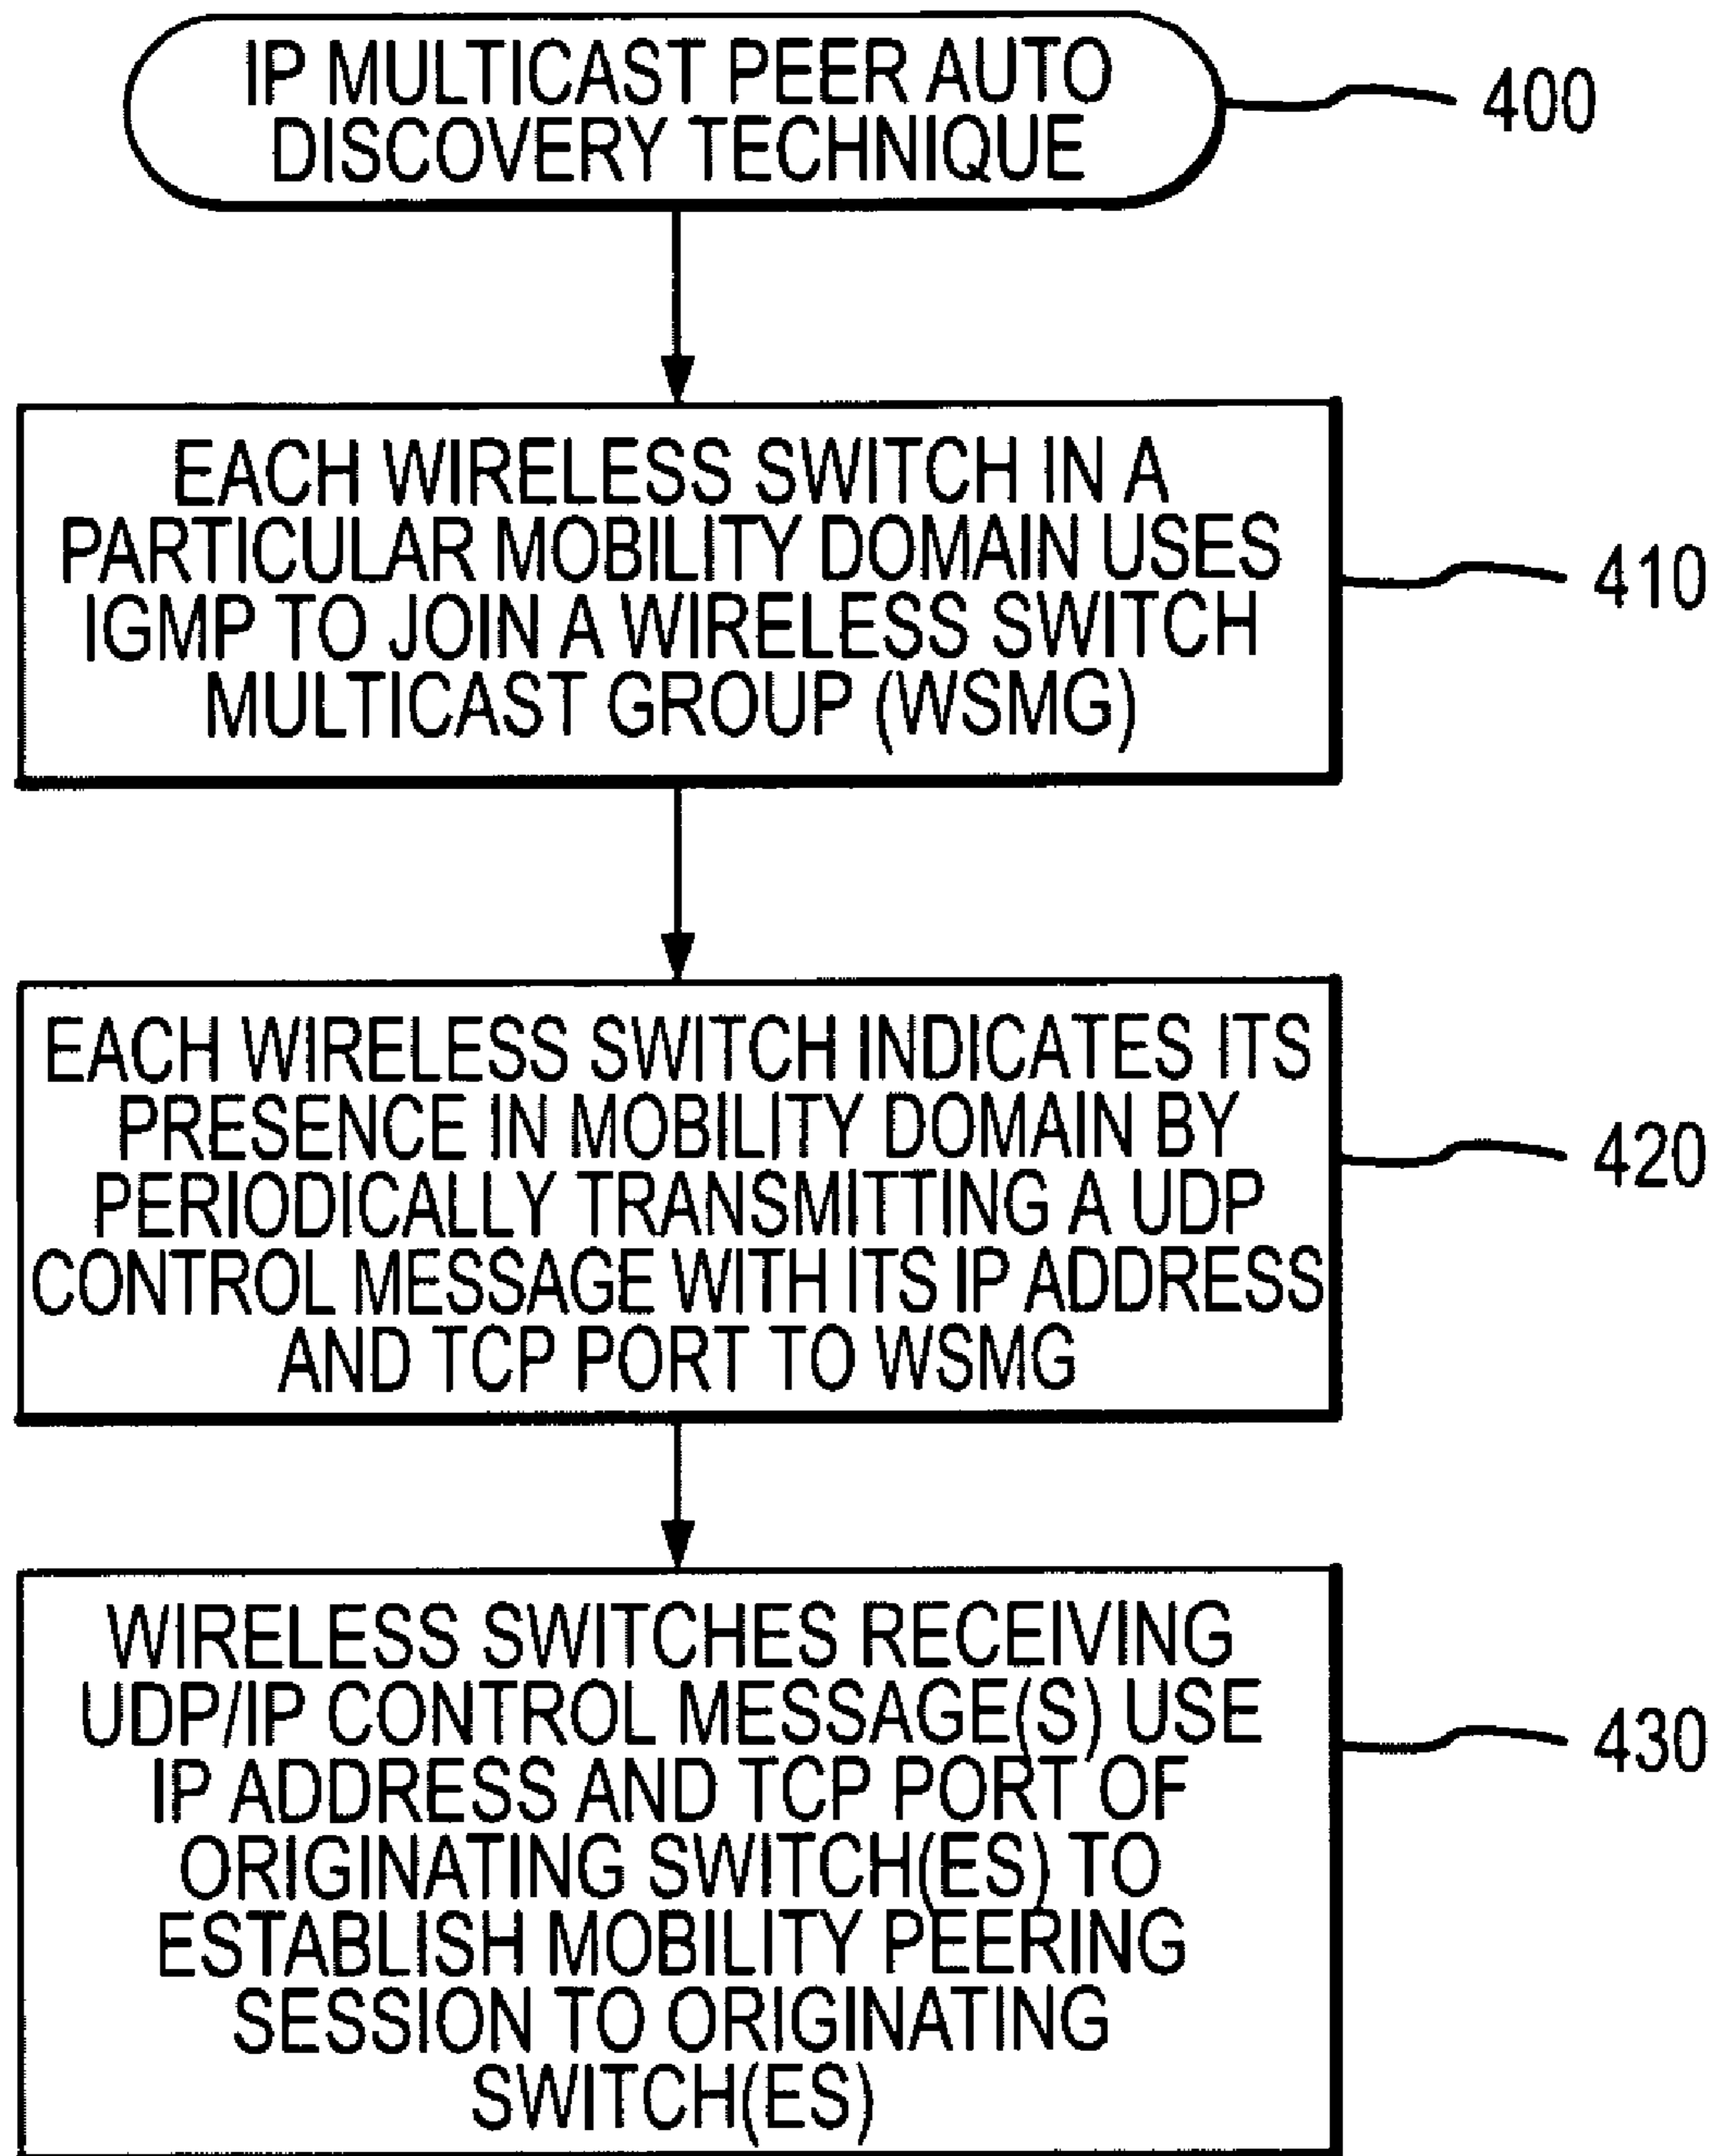 IP MULTICAST PEER AUTO
DISCOVERY TECHNIQUE
400
EACH WIRELESS SWITCH IN A
PARTICULAR MOBILITY DOMAIN USES
IGMP TO JOIN A WIRELESS SWITCH
MULTICAST GROUP (WSMG)
410
EACH WIRELESS SWITCH INDICATES ITS
PRESENCE IN MOBILITY DOMAIN BY
PERIODICALLY TRANSMITTING A UDP
CONTROL MESSAGE WITH ITS IP ADDRESS
AND TCP PORT TO WSMG
420
WIRELESS SWITCHES RECEIVING
UDP/IP CONTROL MESSAGE(S) USE
IP ADDRESS AND TCP PORT OF
ORIGINATING SWITCH(ES) TO
ESTABLISH MOBILITY PEERING
SESSION TO ORIGINATING
SWITCH(ES)
430